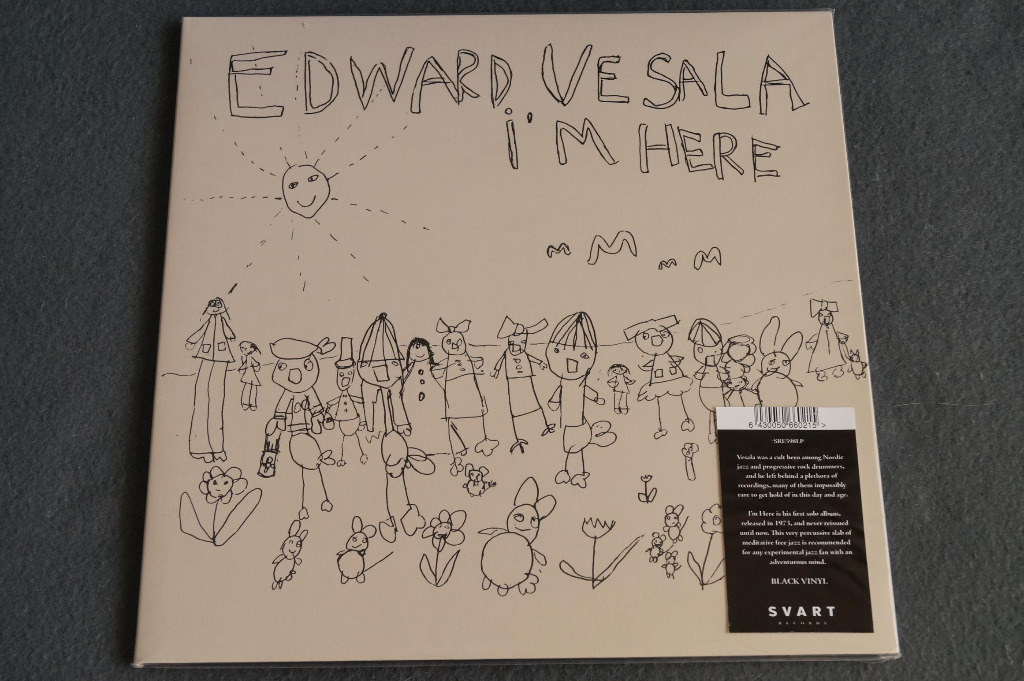 EDWARD VESALA
i'M HERE
6 430050 660215 >
SRE598LP
Vesala was a cult hero among Nordic
jazz and progressive rock drummers,
and he left behind a plethora of
recordings, many of them impossibly
rare to get hold of in this day and age.
I'm Here is his first solo album,
released in 1973, and never reissued
until now. This very percussive slab of
meditative free jazz is recommended
for any experimental jazz fan with an
adventurous mind.
BLACK VINYL
SVART
RECORDS